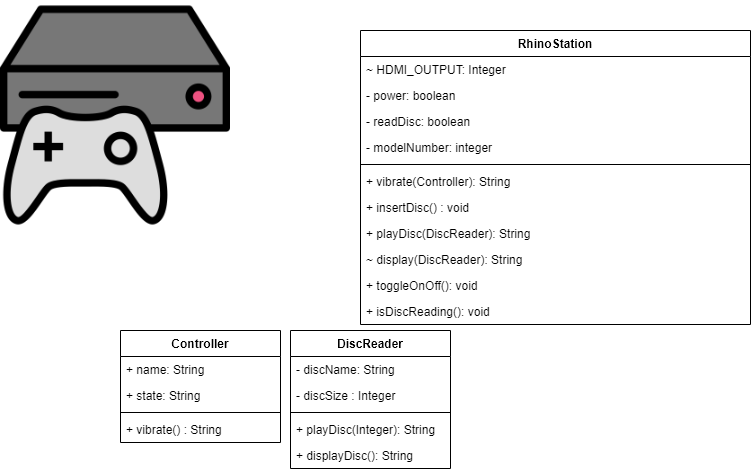 RhinoStation
~ HDMI_OUTPUT: Integer
- power: boolean
- readDisc: boolean
- modelNumber: integer
+ vibrate(Controller): String
+ insertDisc() : void
+ playDisc(DiscReader): String
~ display(DiscReader): String
+ toggleOnOff(): void
+ isDiscReading(): void
Controller
+ name: String
+ state: String
+ vibrate() : String
DiscReader
- discName: String
- discSize : Integer
+ playDisc(Integer): String
+ displayDisc(): String